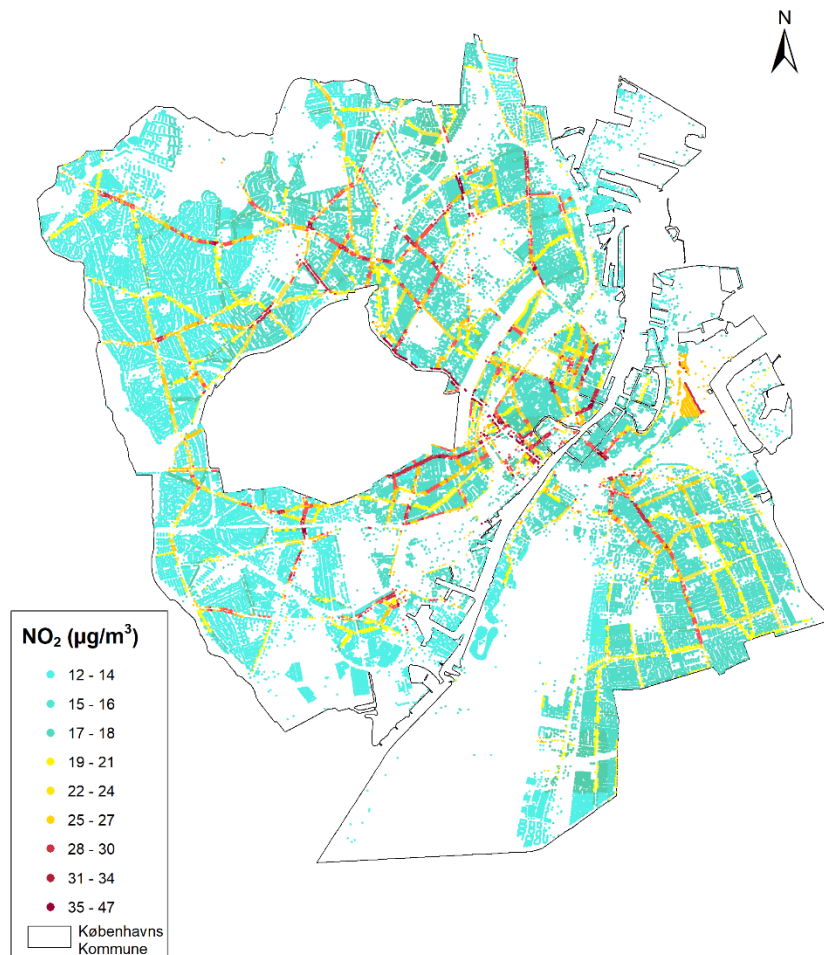 N
NO₂ (µg/m³)
12 - 14
15 - 16
17 - 18
19 - 21
22 - 24
25 - 27
28 - 30
31 - 34
35 - 47
Københavns
Kommune